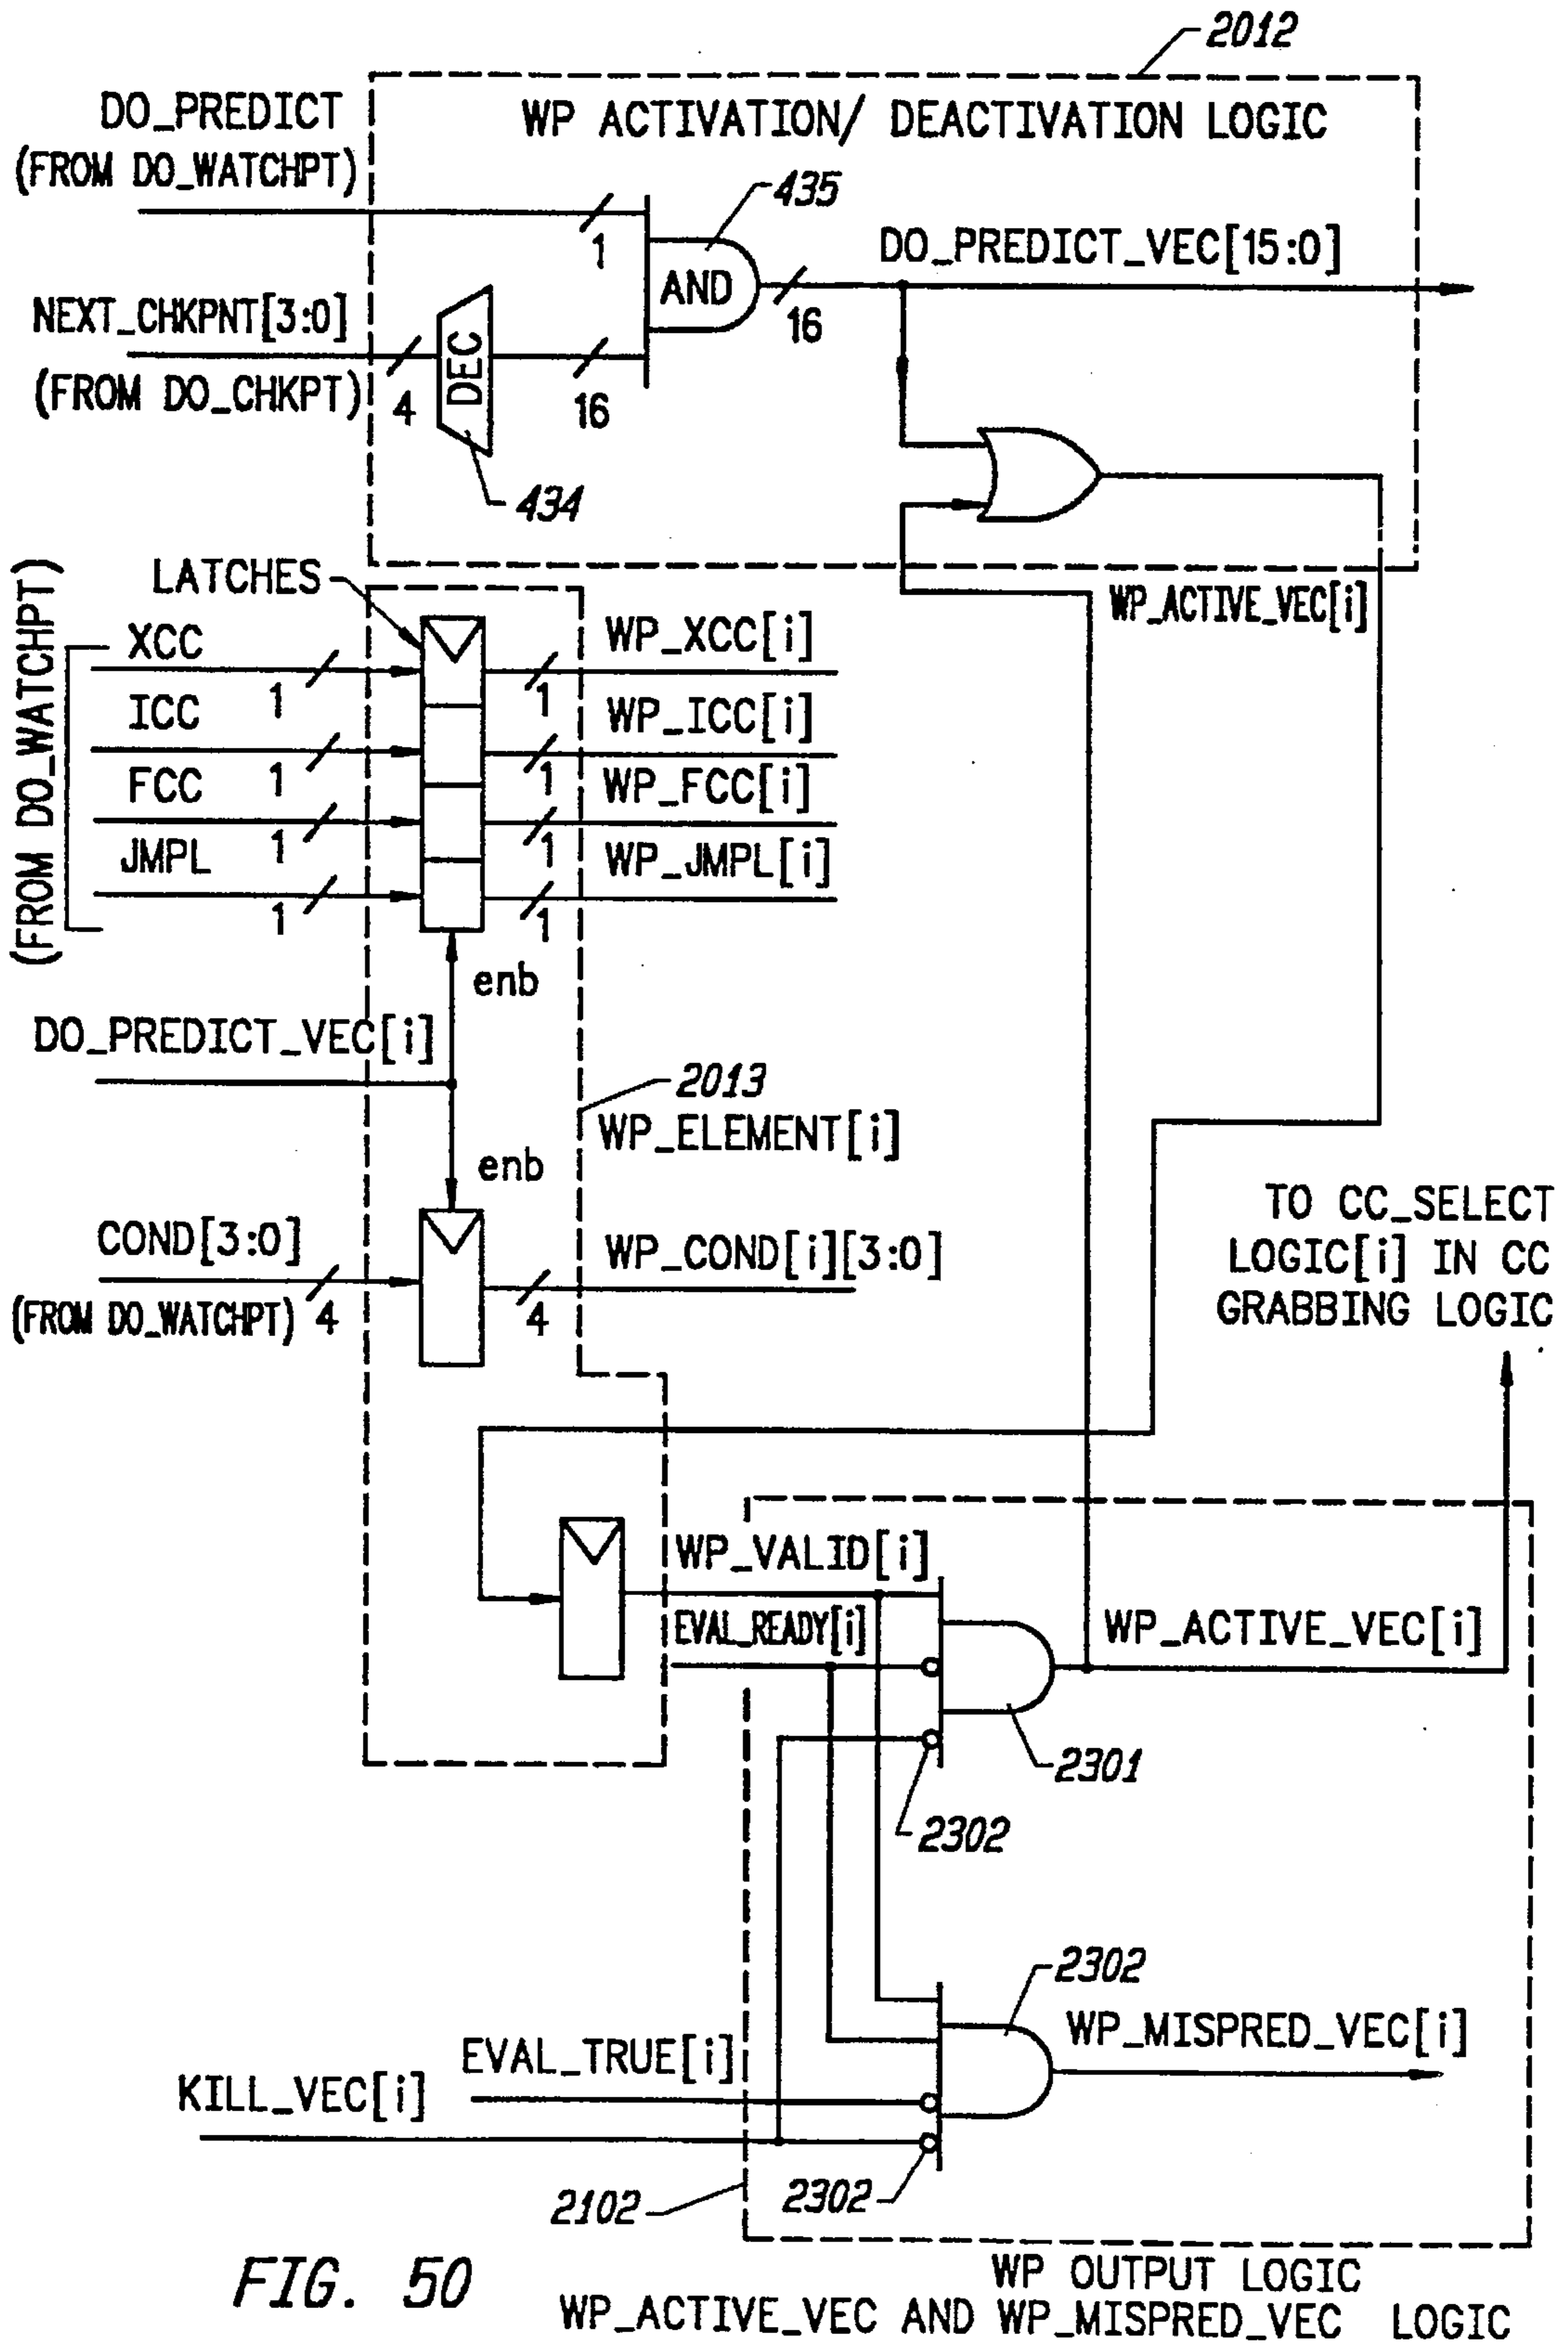 2012
DO_PREDICT
(FROM DO_WATCHPT)
WP ACTIVATION/ DEACTIVATION LOGIC
435
1
AND
DO_PREDICT_VEC[15:0]
16
NEXT_CHKPNT[3:0]
(FROM DO_CHKPT)
4
DEC
16
434
WP_ACTIVE_VEC[i]
(FROM DO_WATCHPT)
LATCHES
XCC
1
1
WP_XCC[i]
ICC
1
1
WP_ICC[i]
FCC
1
1
WP_FCC[i]
JMPL
1
1
WP_JMPL[i]
enb
DO_PREDICT_VEC[i]
2013
WP_ELEMENT[i]
enb
COND[3:0]
(FROM DO_WATCHPT)
4
4
WP_COND[i][3:0]
TO CC_SELECT
LOGIC[i] IN CC
GRABBING LOGIC
WP_VALID[i]
EVAL_READY[i]
WP_ACTIVE_VEC[i]
2301
2302
2302
WP_MISPRED_VEC[i]
EVAL_TRUE[i]
KILL_VEC[i]
2302
2102
FIG. 50
WP OUTPUT LOGIC
WP_ACTIVE_VEC AND WP_MISPRED_VEC LOGIC